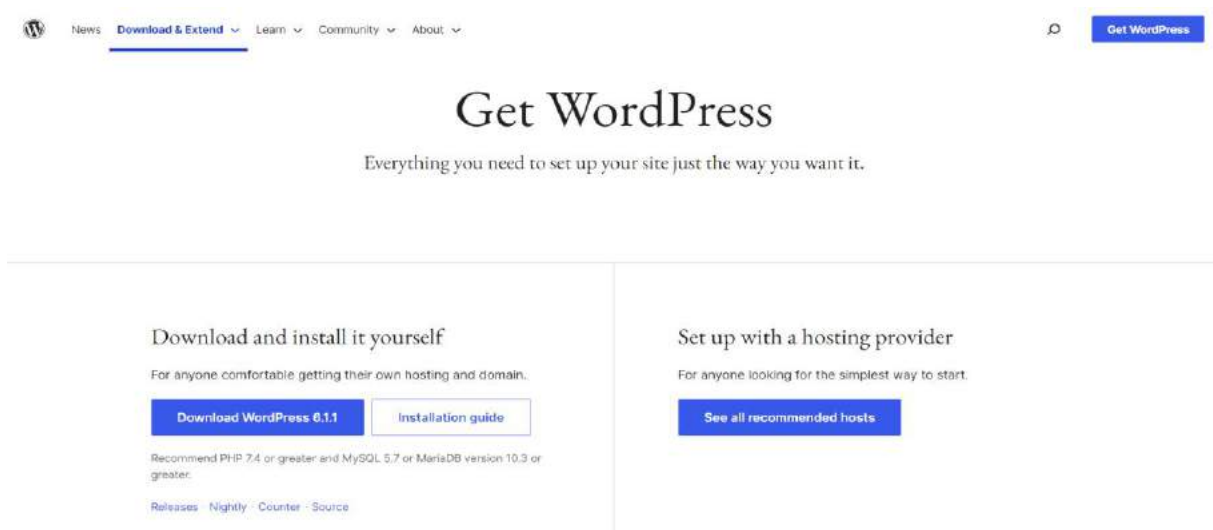 News Download & Extend Learn Community About Get WordPress
Get WordPress
Everything you need to set up your site just the way you want it.
Download and install it yourself
For anyone comfortable getting their own hosting and domain.
Download WordPress 6.1.1 Installation guide
Recommend PHP 7.4 or greater and MySQL 5.7 or MariaDB version 10.3 or
greater.
Releases · Nightly · Counter · Source
Set up with a hosting provider
For anyone looking for the simplest way to start.
See all recommended hosts